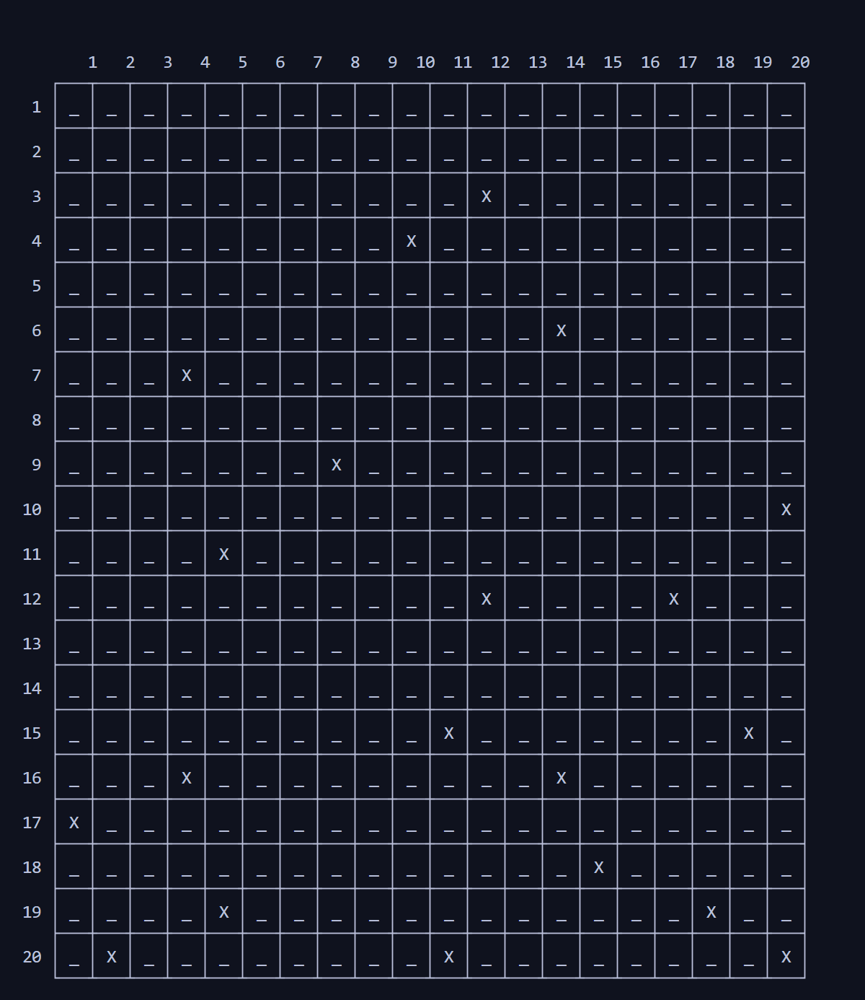 1 2 3 4 5 6 7 8 9 10 11 12 13 14 15 16 17 18 19 20
1 _ _ _ _ _ _ _ _ _ _ _ _ _ _ _ _ _ _ _ _
2 _ _ _ _ _ _ _ _ _ _ _ _ _ _ _ _ _ _ _ _
3 _ _ _ _ _ _ _ _ _ _ _ X _ _ _ _ _ _ _ _
4 _ _ _ _ _ _ _ _ _ X _ _ _ _ _ _ _ _ _ _
5 _ _ _ _ _ _ _ _ _ _ _ _ _ _ _ _ _ _ _ _
6 _ _ _ _ _ _ _ _ _ _ _ _ _ X _ _ _ _ _ _
7 _ _ _ X _ _ _ _ _ _ _ _ _ _ _ _ _ _ _ _
8 _ _ _ _ _ _ _ _ _ _ _ _ _ _ _ _ _ _ _ _
9 _ _ _ _ _ _ _ X _ _ _ _ _ _ _ _ _ _ _ _
10 _ _ _ _ _ _ _ _ _ _ _ _ _ _ _ _ _ _ _ X
11 _ _ _ _ X _ _ _ _ _ _ _ _ _ _ _ _ _ _ _
12 _ _ _ _ _ _ _ _ _ _ _ X _ _ _ _ X _ _ _
13 _ _ _ _ _ _ _ _ _ _ _ _ _ _ _ _ _ _ _ _
14 _ _ _ _ _ _ _ _ _ _ _ _ _ _ _ _ _ _ _ _
15 _ _ _ _ _ _ _ _ _ _ X _ _ _ _ _ _ _ X _
16 _ _ _ X _ _ _ _ _ _ _ _ _ X _ _ _ _ _ _
17 X _ _ _ _ _ _ _ _ _ _ _ _ _ _ _ _ _ _ _
18 _ _ _ _ _ _ _ _ _ _ _ _ _ _ X _ _ _ _ _
19 _ _ _ _ X _ _ _ _ _ _ _ _ _ _ _ _ X _ _
20 _ X _ _ _ _ _ _ _ _ X _ _ _ _ _ _ _ _ X